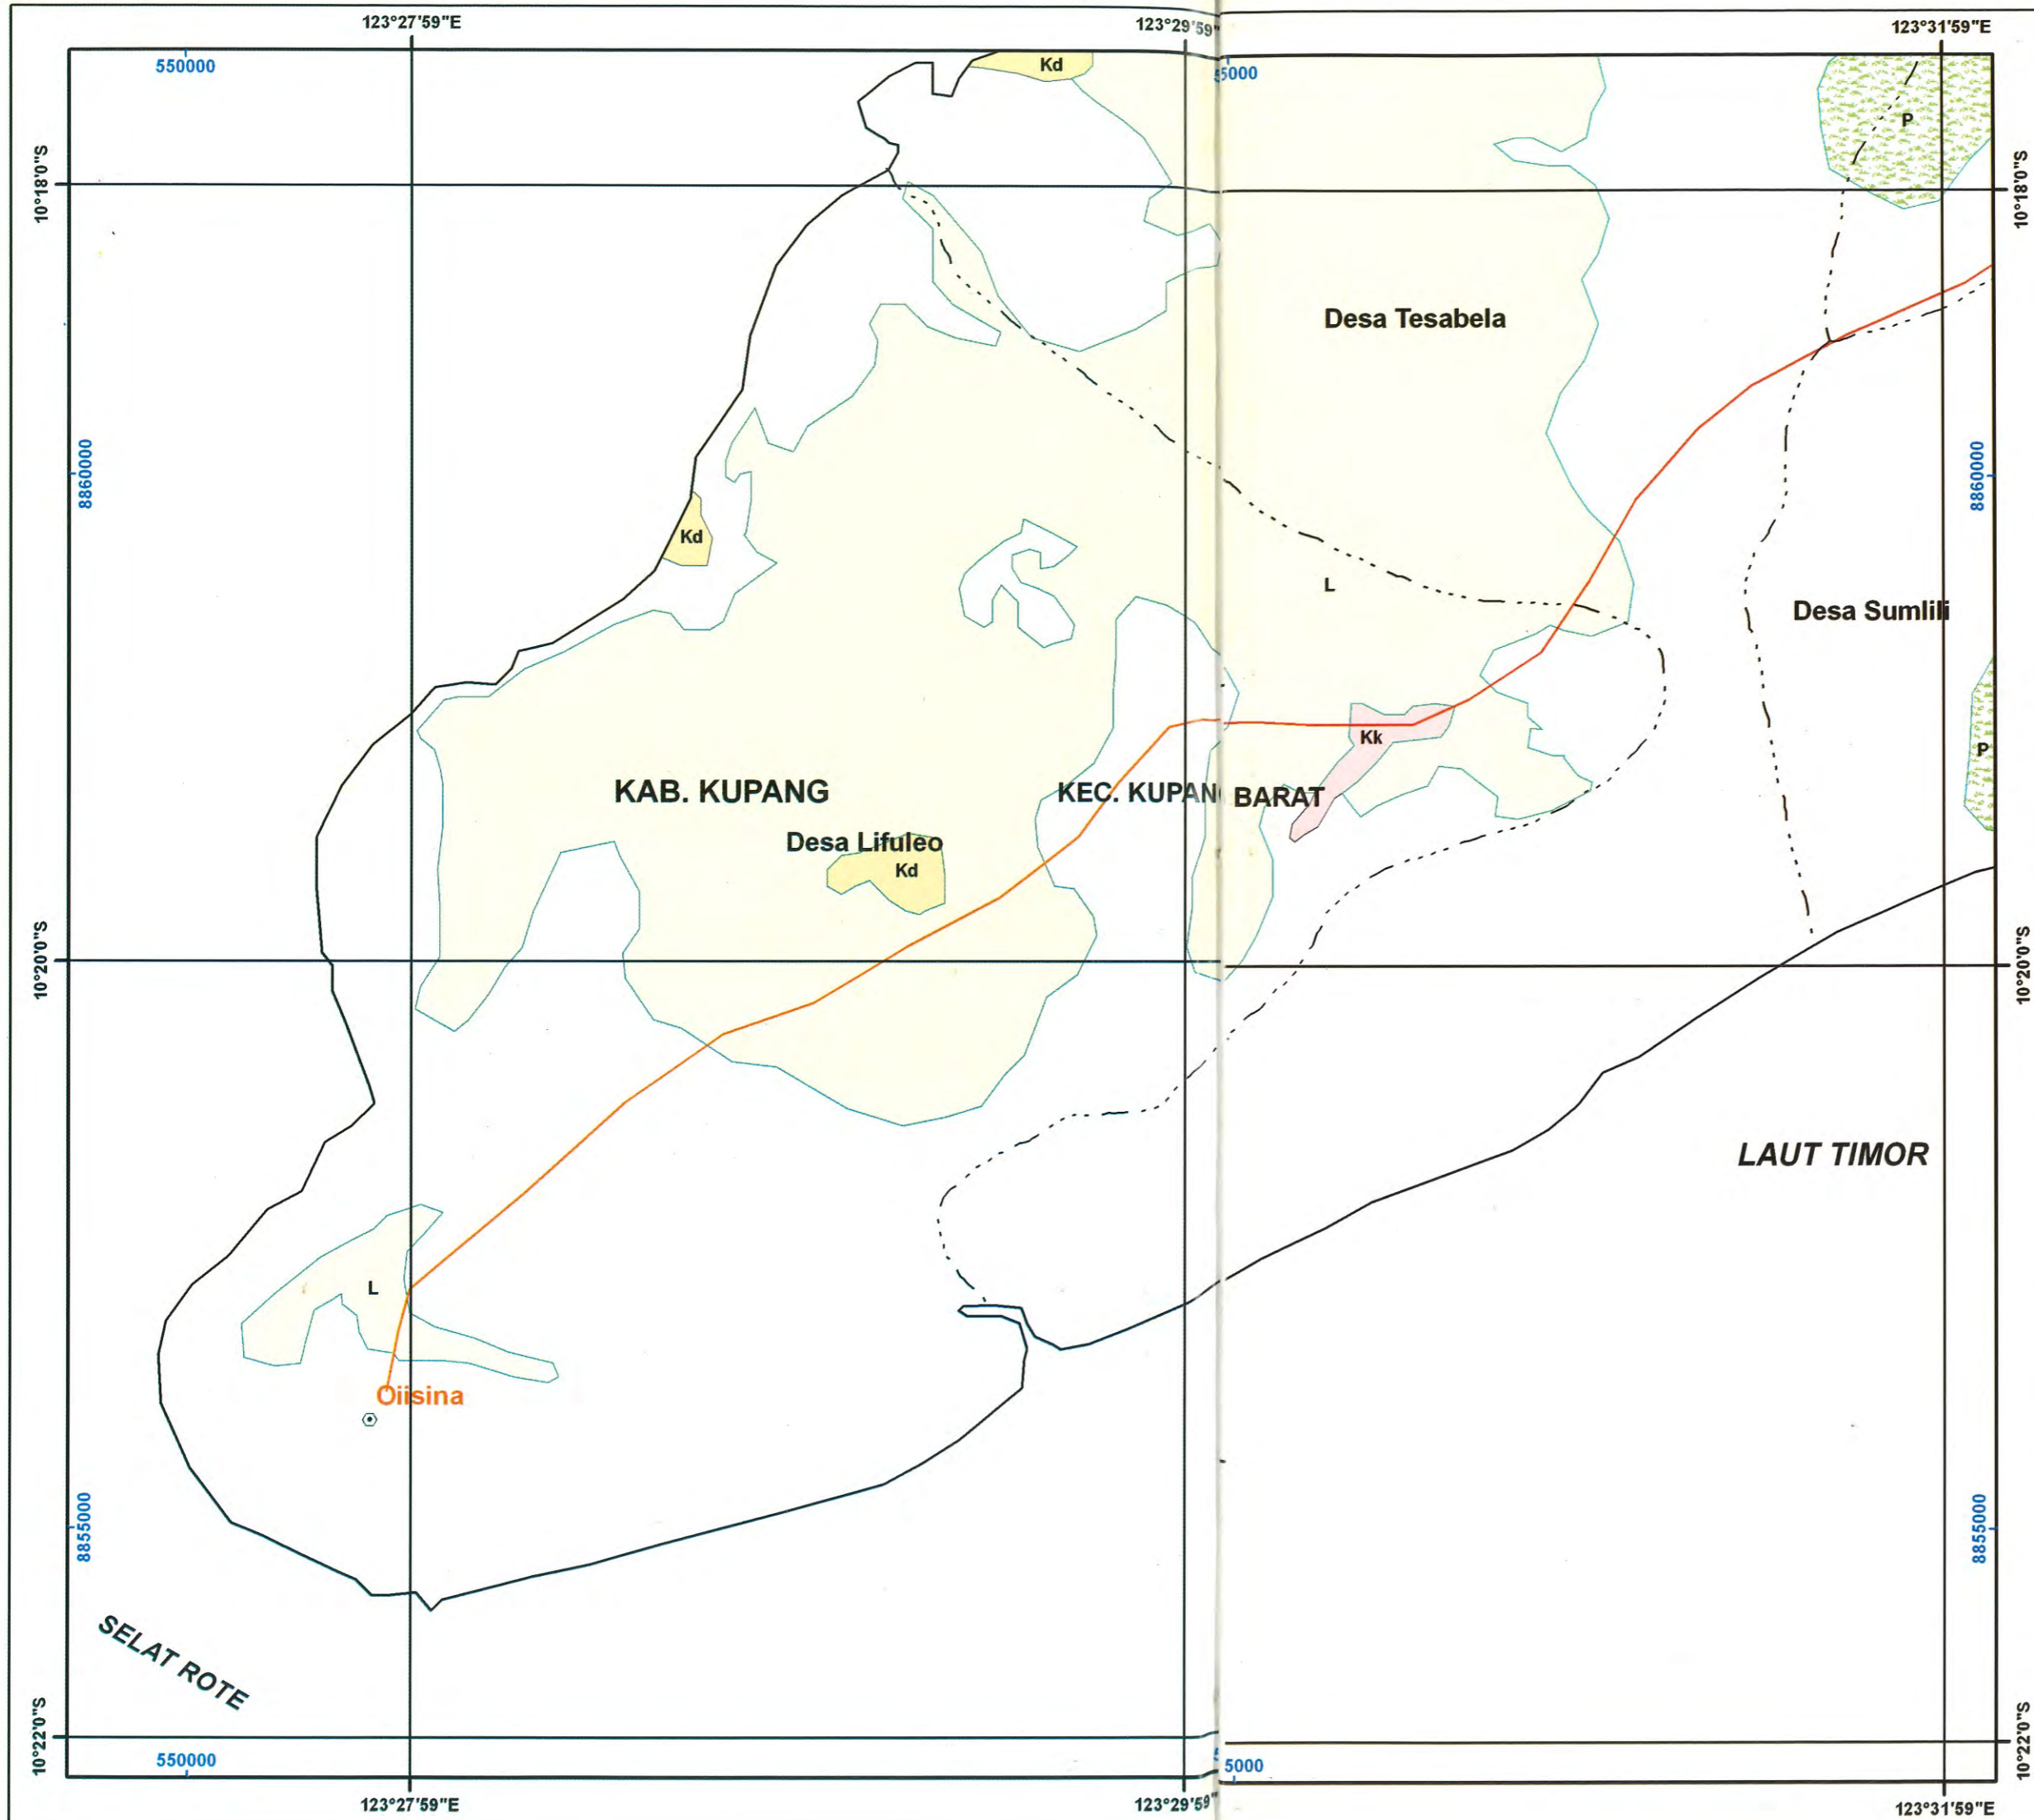 123°27'59"E
123°29'59"
123°31'59"E
550000
5000
Kd
P
10°18'0"S
10°18'0"S
Desa Tesabela
8860000
8860000
Kd
L
Desa Sumlili
Kk
P
KAB. KUPANG
KEC. KUPAN BARAT
Desa Lifuleo
Kd
10°20'0"S
10°20'0"S
LAUT TIMOR
L
Oiisina
8855000
8855000
SELAT ROTE
10°22'0"S
10°22'0"S
550000
5000
123°27'59"E
123°29'59"
123°31'59"E